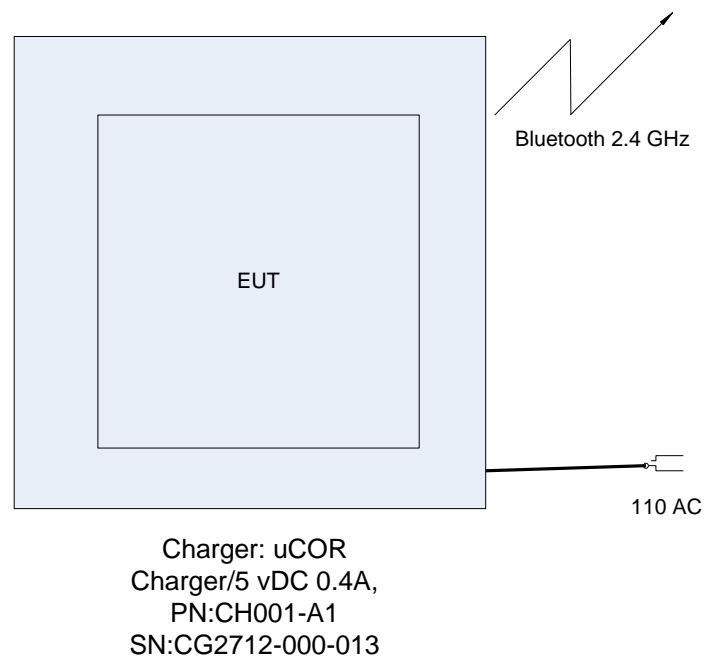 Bluetooth 2.4 GHz
EUT
110 AC
Charger: uCOR
Charger/5 vDC 0.4A,
PN:CH001-A1
SN:CG2712-000-013